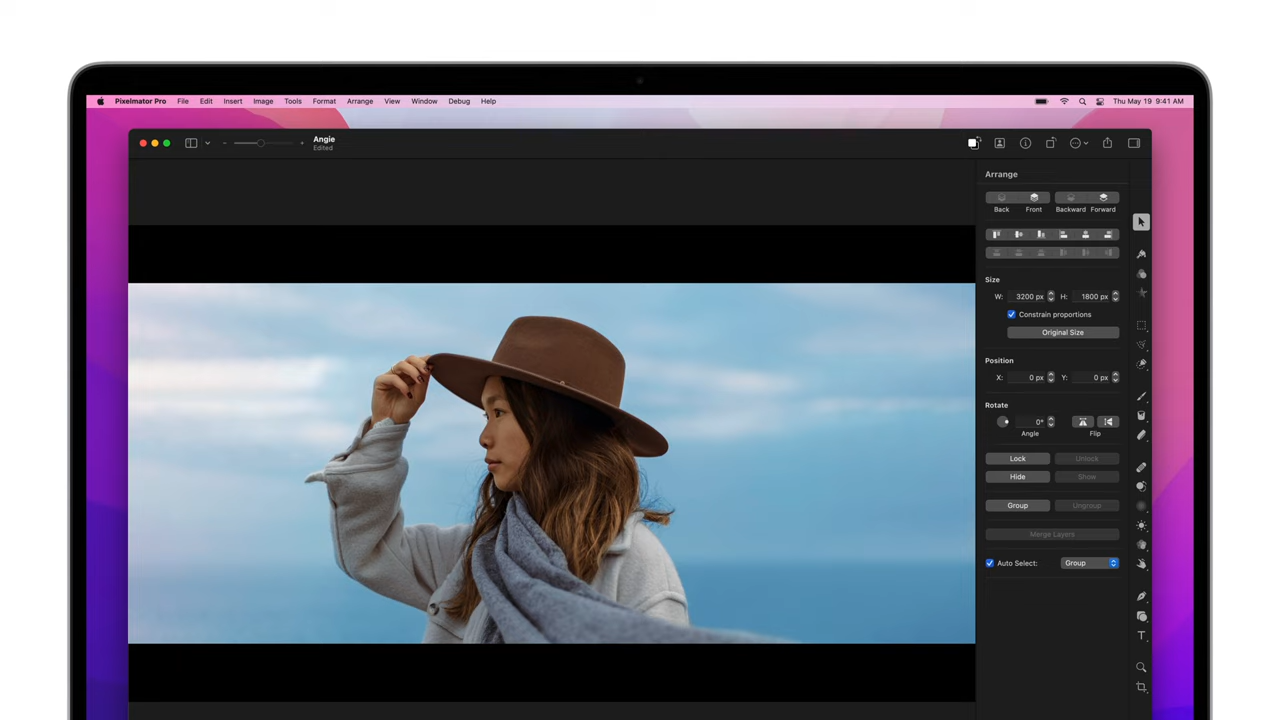 Pixelmator Pro File Edit Insert Image Tools Format Arrange View Window Debug Help Thu May 19 9:41 AM
Angie
Edited
Arrange
Back Front Backward Forward
Size
W: 3200 px H: 1800 px
Constrain proportions
Original Size
Position
X: 0 px Y: 0 px
Rotate
0°
Angle Flip
Lock Unlock
Hide Show
Group Ungroup
Merge Layers
Auto Select: Group